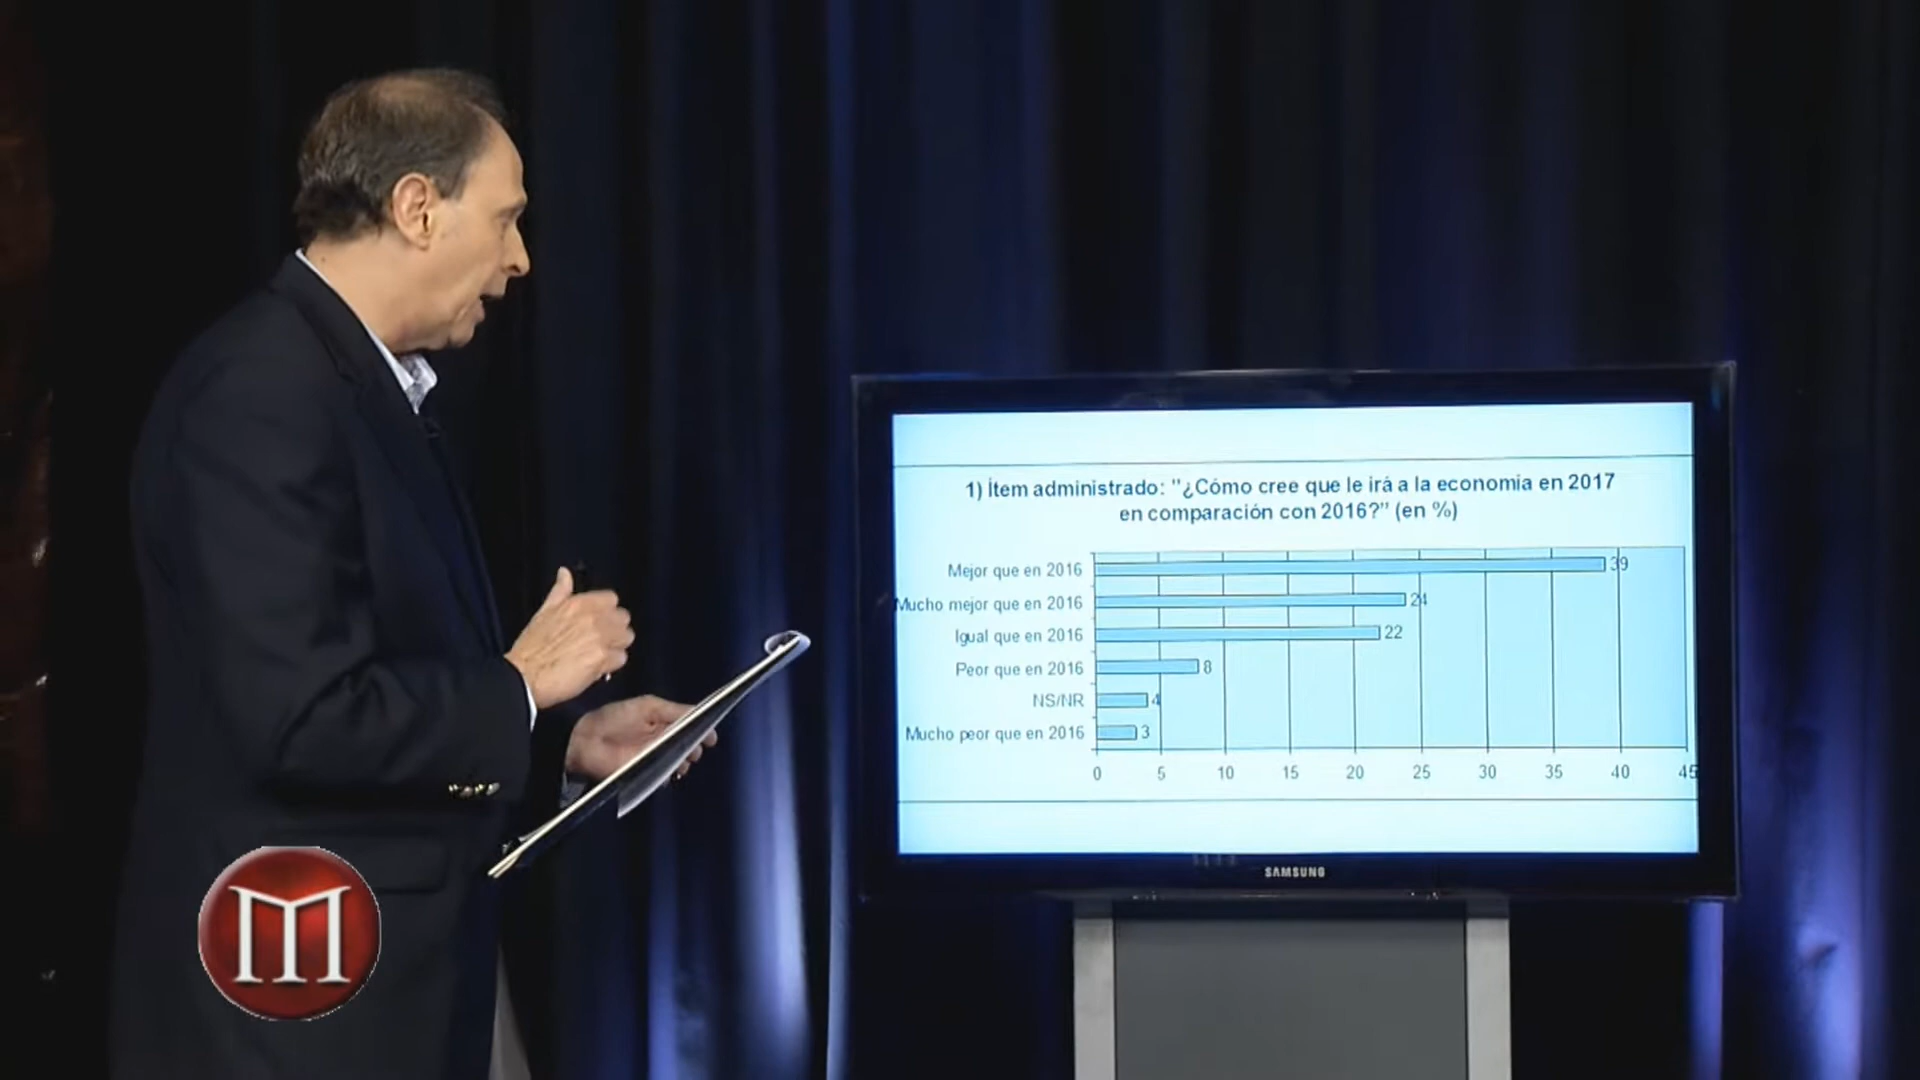 1) Ítem administrado: "¿Cómo cree que le irá a la economía en 2017
en comparación con 2016?" (en %)
Mejor que en 2016 39
Mucho mejor que en 2016 24
Igual que en 2016 22
Peor que en 2016 8
NS/NR 4
Mucho peor que en 2016 3
0 5 10 15 20 25 30 35 40 45
SAMSUNG
M